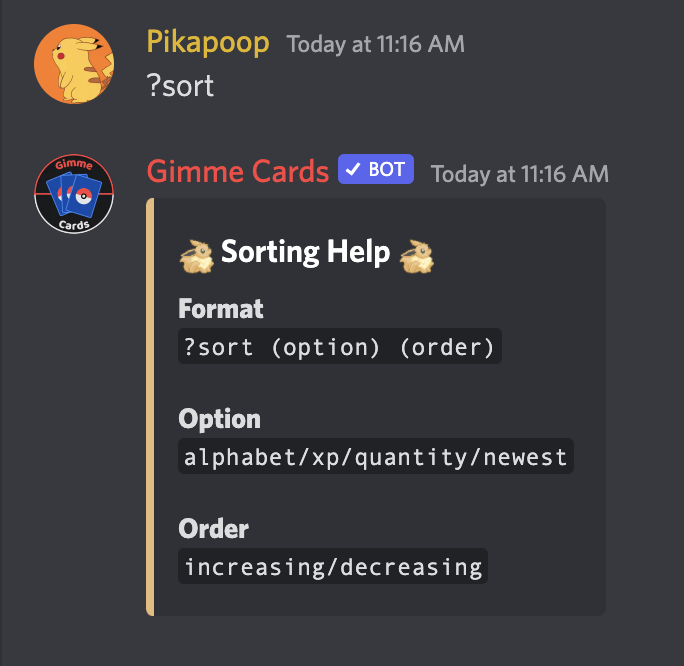 Pikapoop Today at 11:16 AM
?sort
Gimme Cards BOT Today at 11:16 AM
Gimme
Cards
Sorting Help
Format
?sort (option) (order)
Option
alphabet/xp/quantity/newest
Order
increasing/decreasing